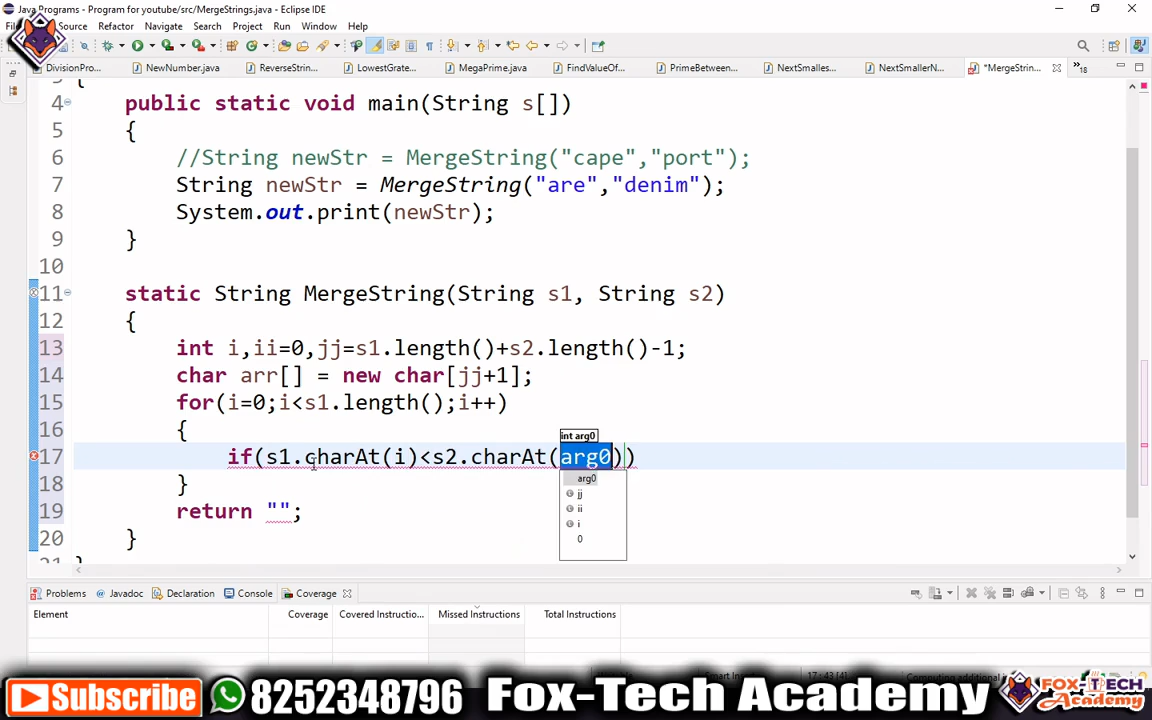 Java Programs - Program for youtube/src/MergeStrings.java - Eclipse IDE
Source Refactor Navigate Search Project Run Window Help
DivisionPro... NewNumber.java ReverseStrin... LowestGrate... MegaPrime.java FindValueOf... PrimeBetween... NextSmalles... NextSmallerN... *MergeStrin... »18
4 public static void main(String s[])
5 {
6 //String newStr = MergeString("cape","port");
7 String newStr = MergeString("are","denim");
8 System.out.print(newStr);
9 }
10
11 static String MergeString(String s1, String s2)
12 {
13 int i,ii=0,jj=s1.length()+s2.length()-1;
14 char arr[] = new char[jj+1];
15 for(i=0;i<s1.length();i++)
16 {
int arg0
17 if(s1.charAt(i)<s2.charAt(arg0))
arg0
18 }
jj
ii
19 return "";
i
20 }
0
Problems Javadoc Declaration Console Coverage
Element Coverage Covered Instructio... Missed Instructions Total Instructions
17 : 43 [4]
Subscribe 8252348796 Fox-Tech Academy
FOX-TECH
Academy